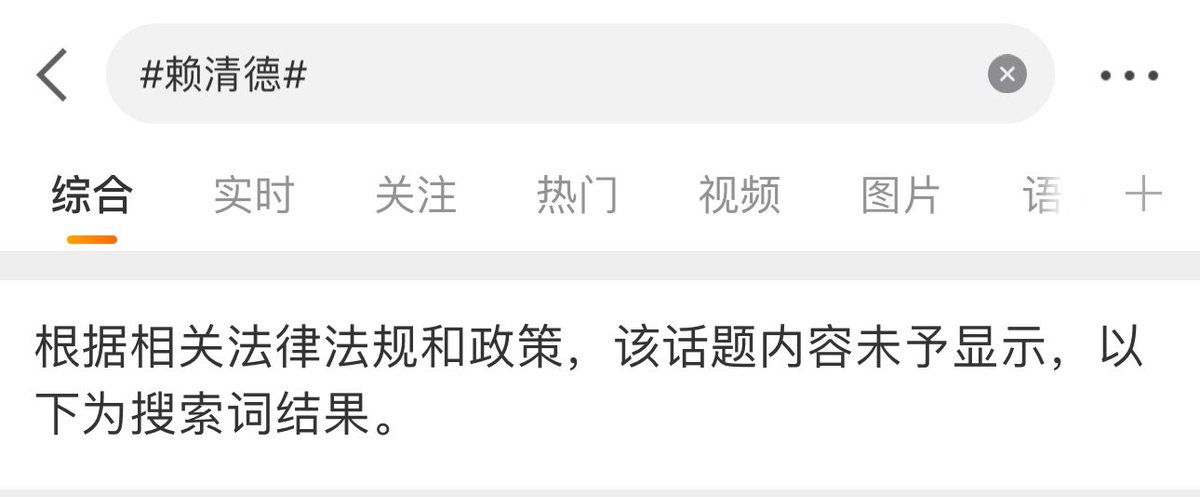 #赖清德#
综合 实时 关注 热门 视频 图片 语
根据相关法律法规和政策，该话题内容未予显示，以
下为搜索词结果。